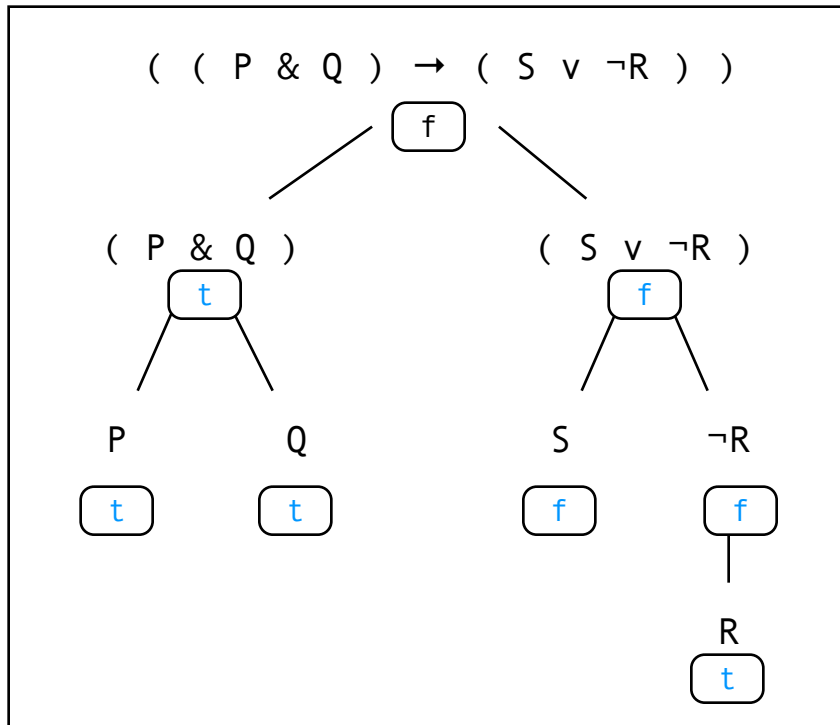 ( ( P & Q ) → ( S v ¬R ) )
f
( P & Q ) ( S v ¬R )
t f
P Q S ¬R
t t f f
R
t